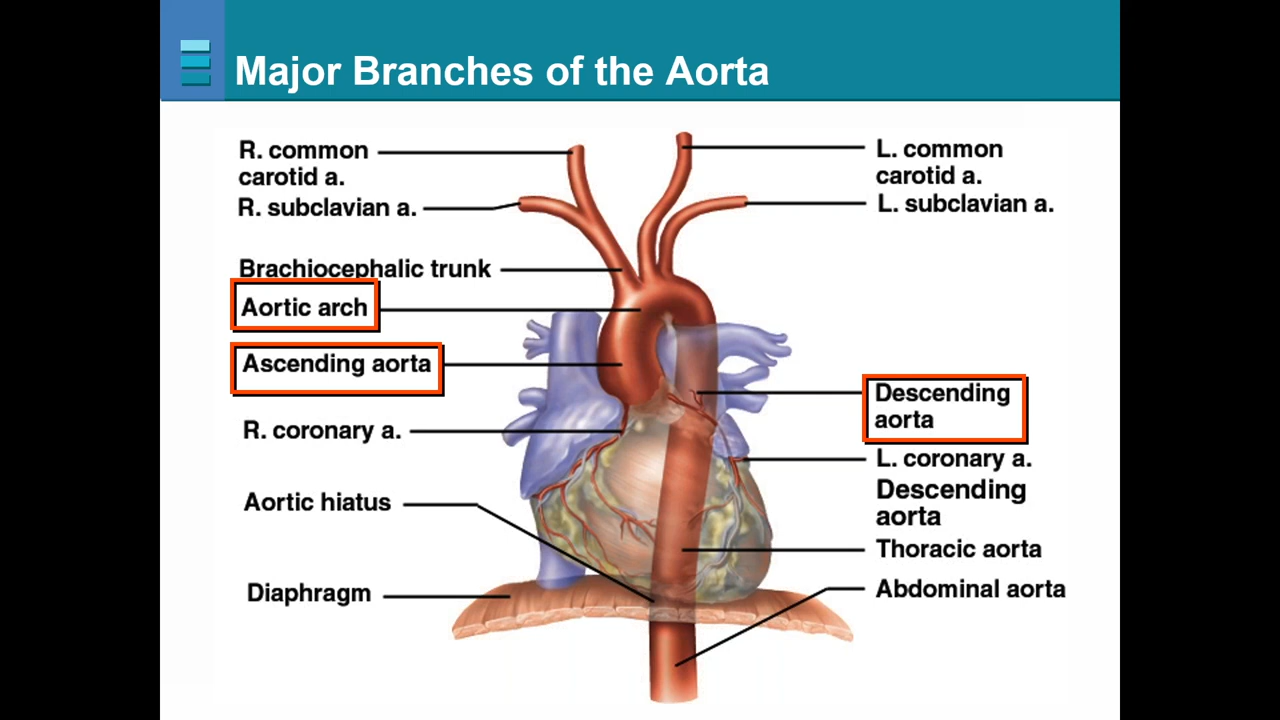 Major Branches of the Aorta
R. common
carotid a.
R. subclavian a.
Brachiocephalic trunk
Aortic arch
Ascending aorta
R. coronary a.
Aortic hiatus
Diaphragm
L. common
carotid a.
L. subclavian a.
Descending
aorta
L. coronary a.
Descending
aorta
Thoracic aorta
Abdominal aorta